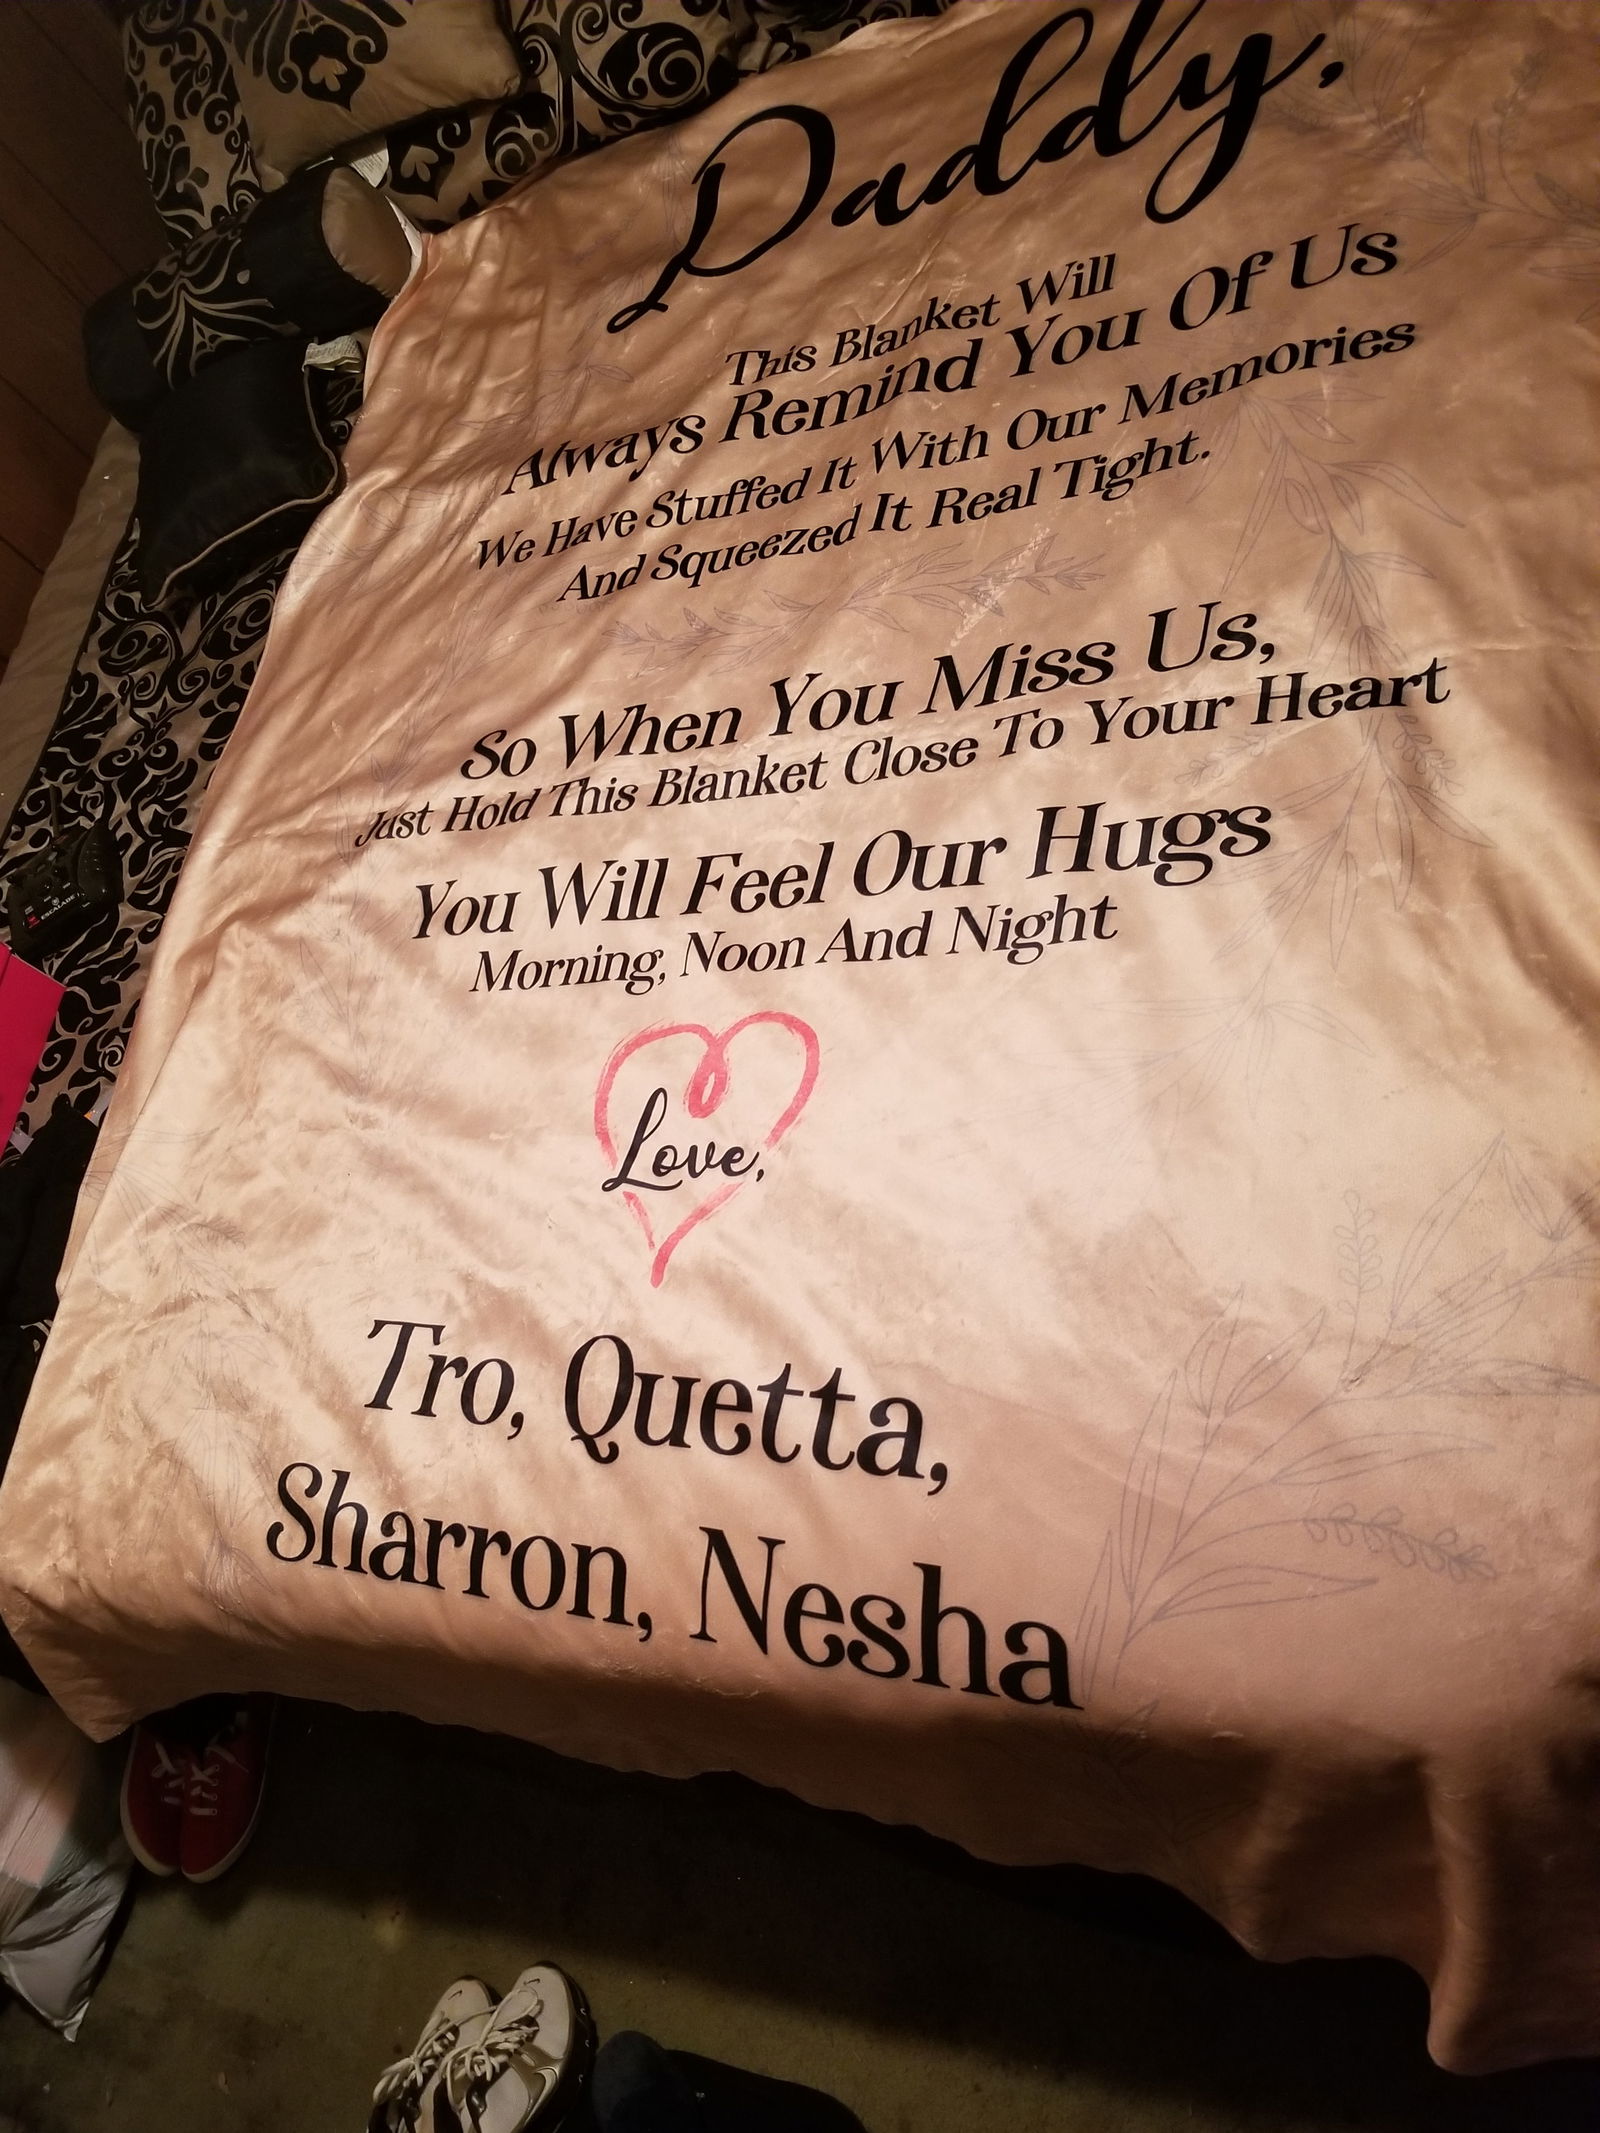 Daddy,
This Blanket Will
Always Remind You Of Us
We Have Stuffed It With Our Memories
And Squeezed It Real Tight.
So When You Miss Us,
Just Hold This Blanket Close To Your Heart
You Will Feel Our Hugs
Morning, Noon And Night
Love,
Tro, Quetta,
Sharron, Nesha
ESCALADE